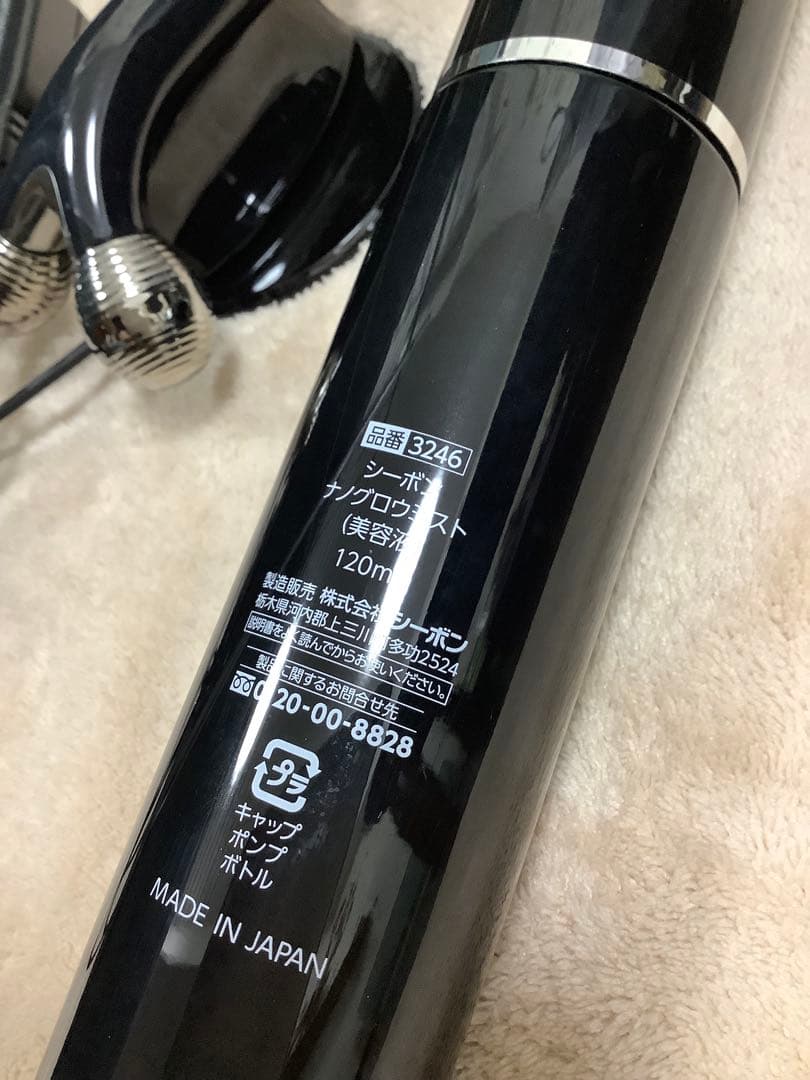 品番 3246
シーボン
ナノグロウミスト
(美容液)
120m
製造販売 株式会社シーボン
栃木県河内郡上三川町多功2524
説明書をよく読んでからお使いください。
製品に関するお問合せ先
0120-00-8828
プラ
キャップ
ポンプ
ボトル
MADE IN JAPAN